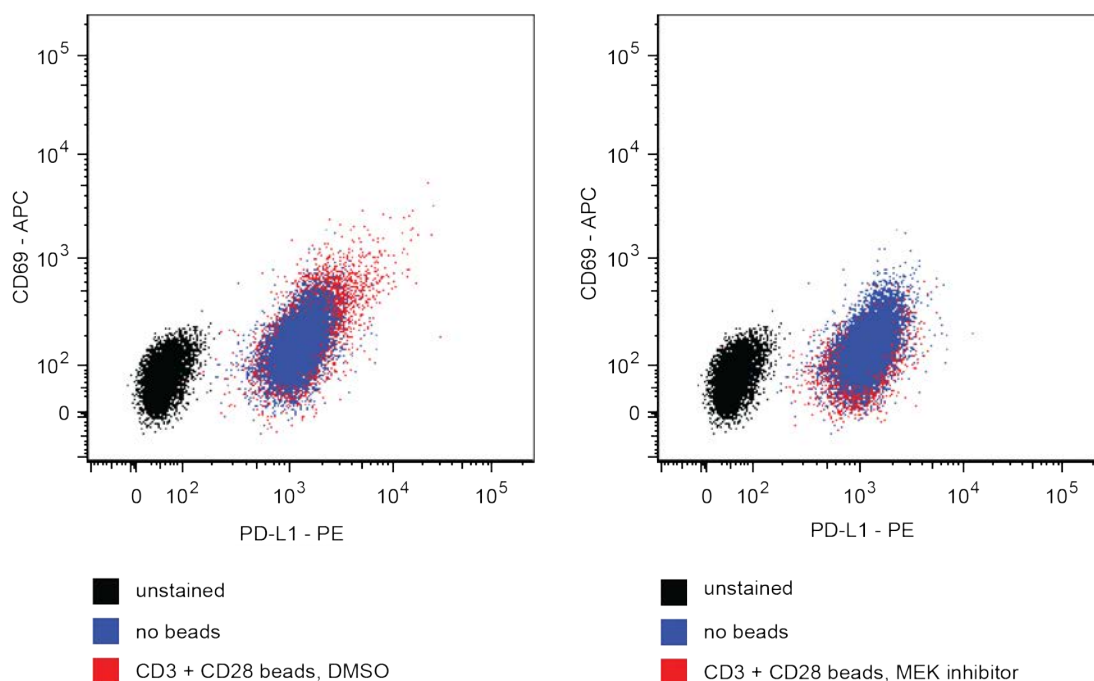 CD69 - APC
10⁵
10⁴
10³
10²
0
0 10² 10³ 10⁴ 10⁵
PD-L1 - PE
unstained
no beads
CD3 + CD28 beads, DMSO
CD69 - APC
10⁵
10⁴
10³
10²
0
0 10² 10³ 10⁴ 10⁵
PD-L1 - PE
unstained
no beads
CD3 + CD28 beads, MEK inhibitor